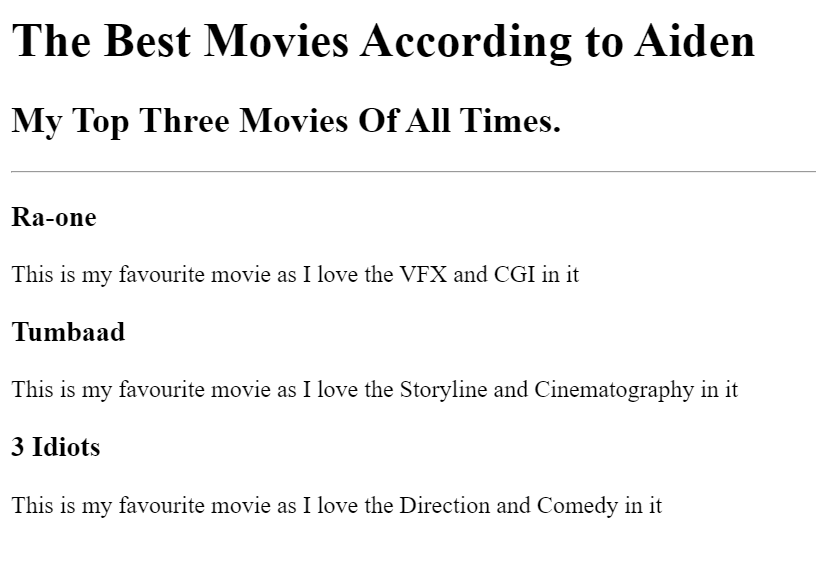 The Best Movies According to Aiden
My Top Three Movies Of All Times.
Ra-one
This is my favourite movie as I love the VFX and CGI in it
Tumbaad
This is my favourite movie as I love the Storyline and Cinematography in it
3 Idiots
This is my favourite movie as I love the Direction and Comedy in it